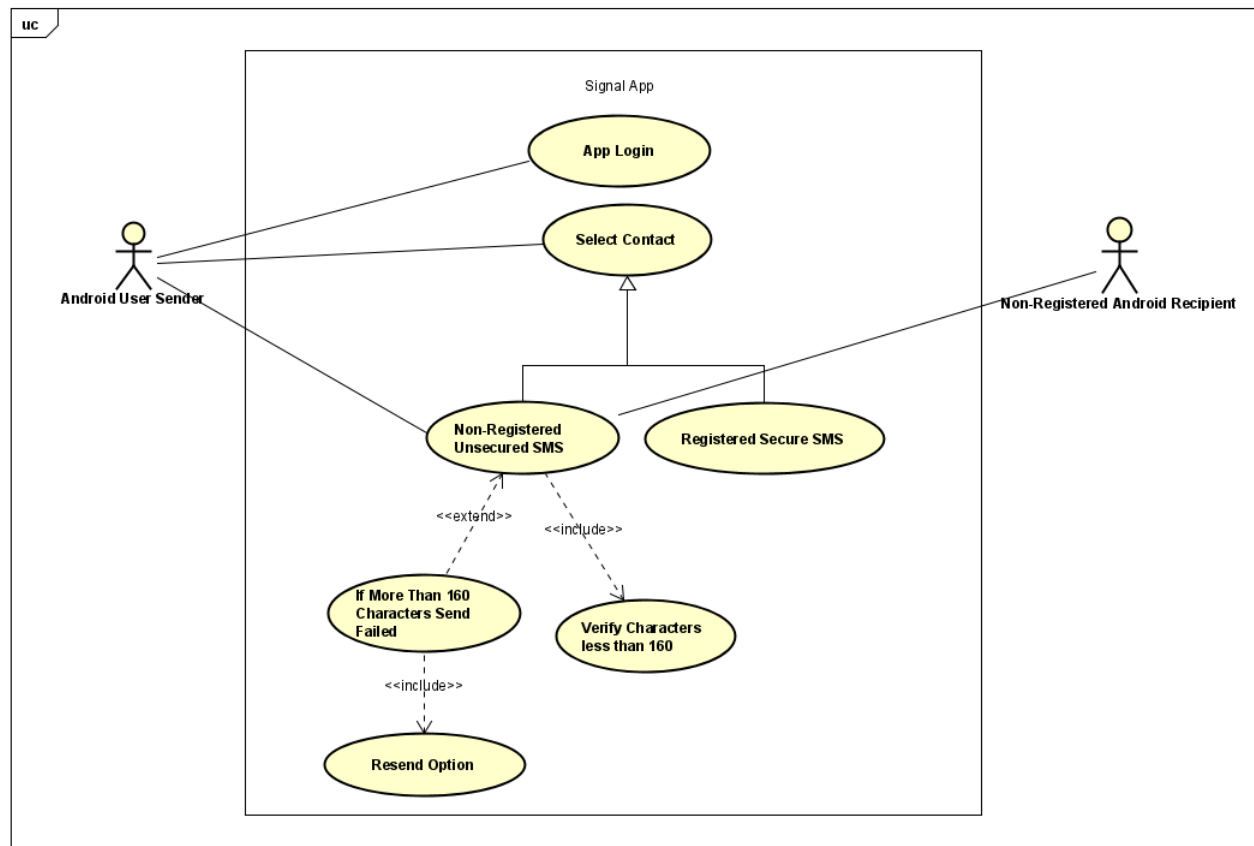 uc
Signal App
App Login
Select Contact
Android User Sender
Non-Registered Android Recipient
Non-Registered
Unsecured SMS
Registered Secure SMS
<<extend>>
<<include>>
If More Than 160
Characters Send
Failed
Verify Characters
less than 160
<<include>>
Resend Option